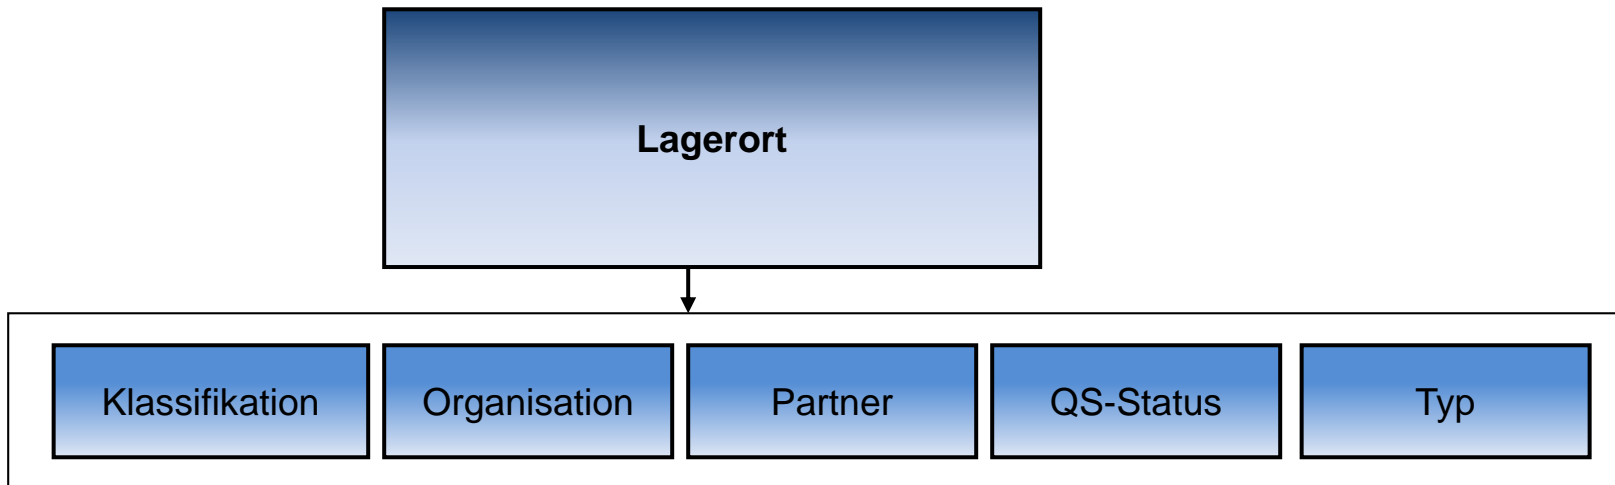 Lagerort
Klassifikation
Organisation
Partner
QS-Status
Typ